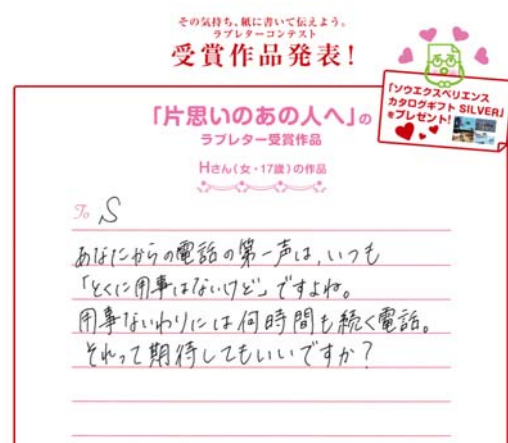 その気持ち、紙に書いて伝えよう。
ラブレターコンテスト
受賞作品発表!
「ソウエクスペリエンス
カタログギフト SILVER」
をプレゼント!
「片思いのあの人へ」の
ラブレター受賞作品
Hさん(女・17歳)の作品
To S
あなたからの電話の第一声は、いつも
「とくに用事はないけど」ですよね。
用事ないわりには何時間も続く電話。
それって期待してもいいですか?